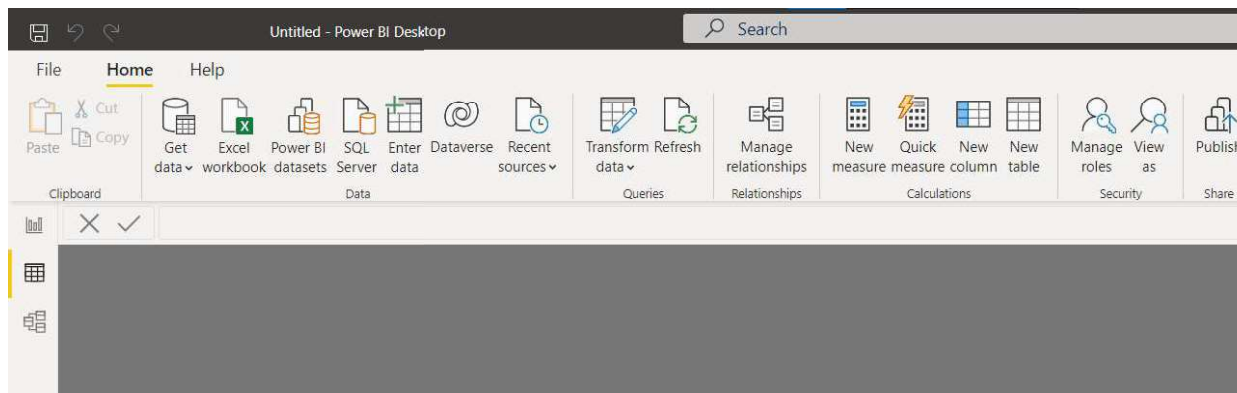 Untitled - Power BI Desktop Search
File Home Help
Paste Cut
Copy
Get data Excel workbook Power BI datasets SQL Server Enter data Dataverse Recent sources Transform data Refresh Manage relationships New measure Quick measure New column New table Manage roles View as Publish
Clipboard Data Queries Relationships Calculations Security Share